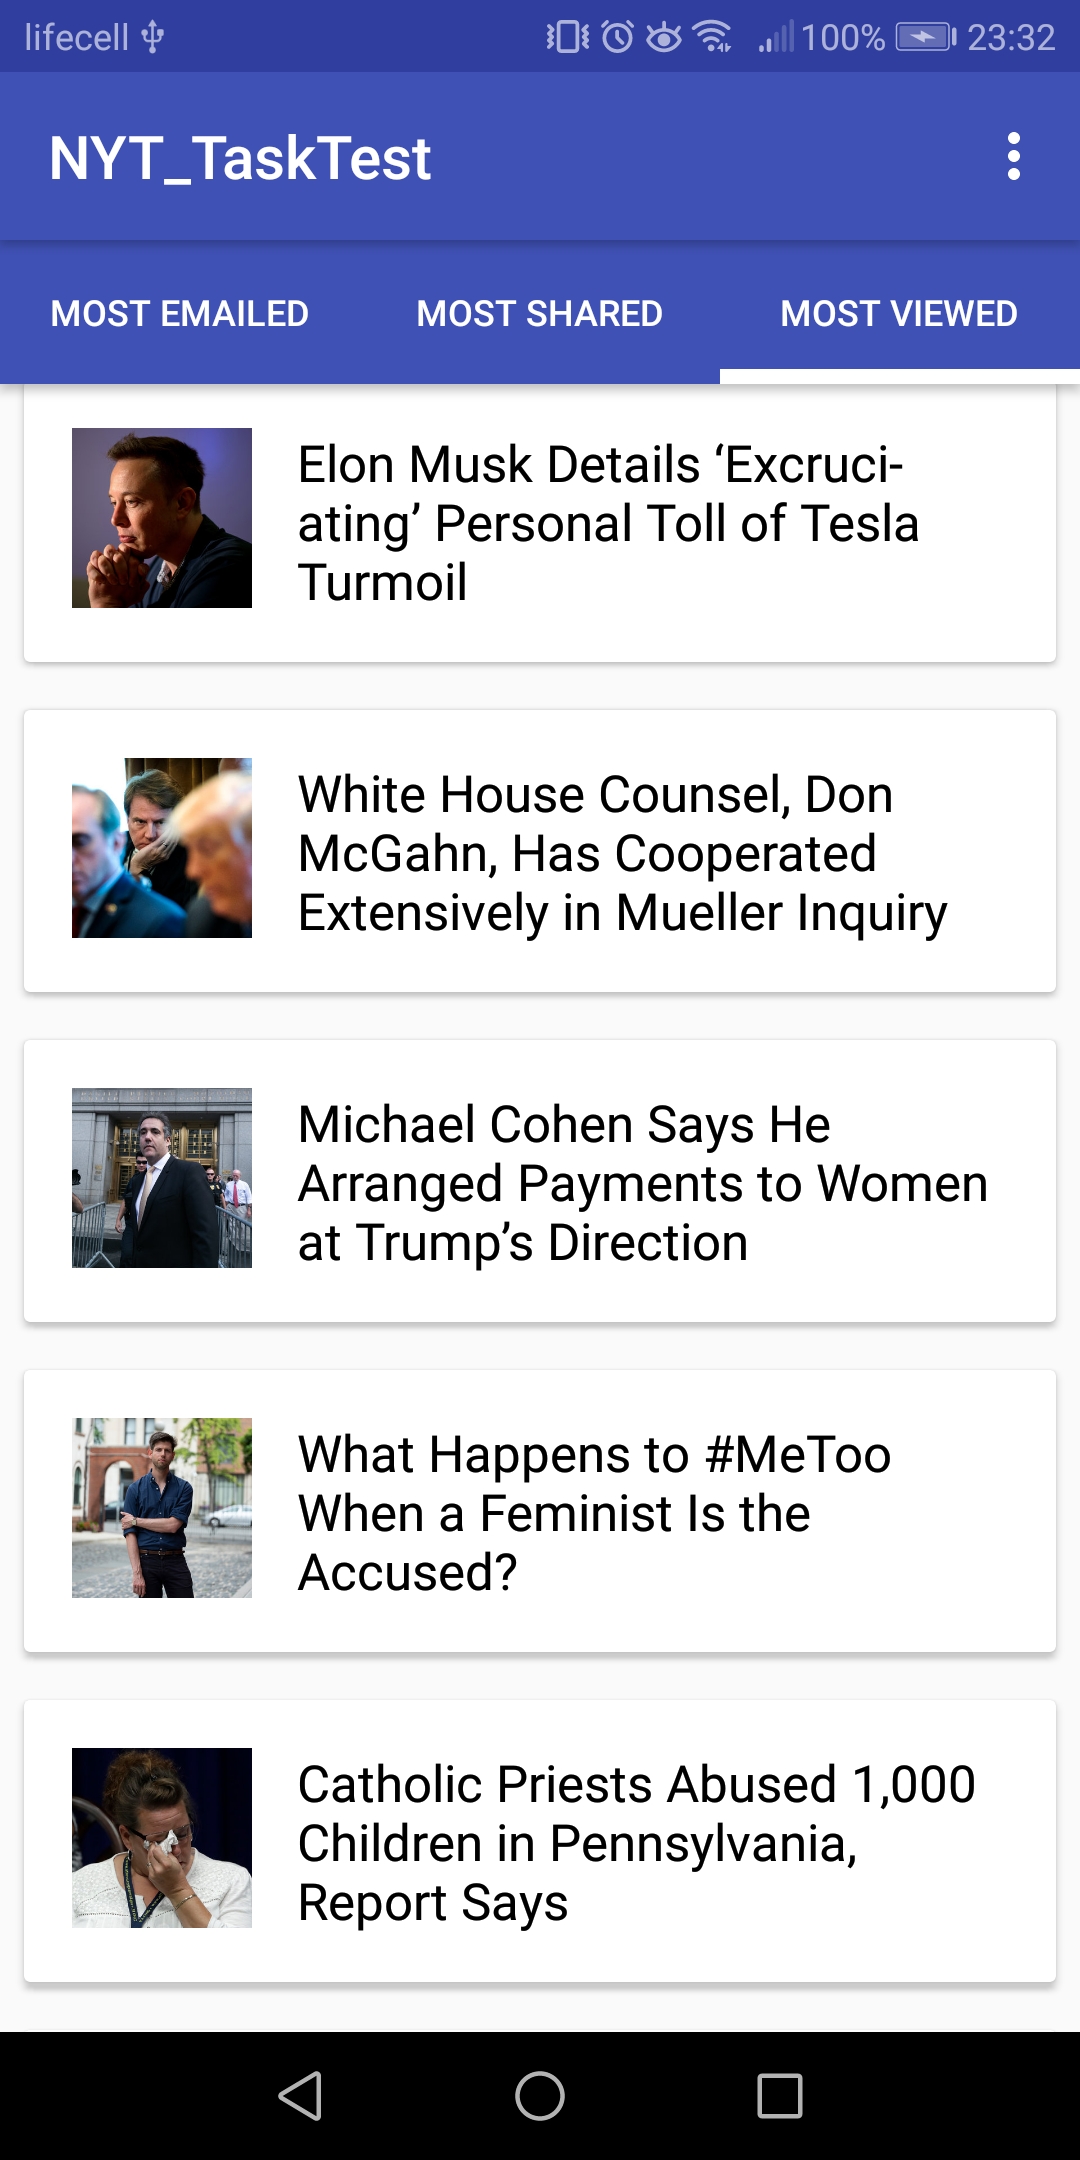 lifecell 100% 23:32
NYT_TaskTest
MOST EMAILED MOST SHARED MOST VIEWED
Elon Musk Details ‘Excruci-
ating’ Personal Toll of Tesla
Turmoil
White House Counsel, Don
McGahn, Has Cooperated
Extensively in Mueller Inquiry
Michael Cohen Says He
Arranged Payments to Women
at Trump’s Direction
What Happens to #MeToo
When a Feminist Is the
Accused?
Catholic Priests Abused 1,000
Children in Pennsylvania,
Report Says